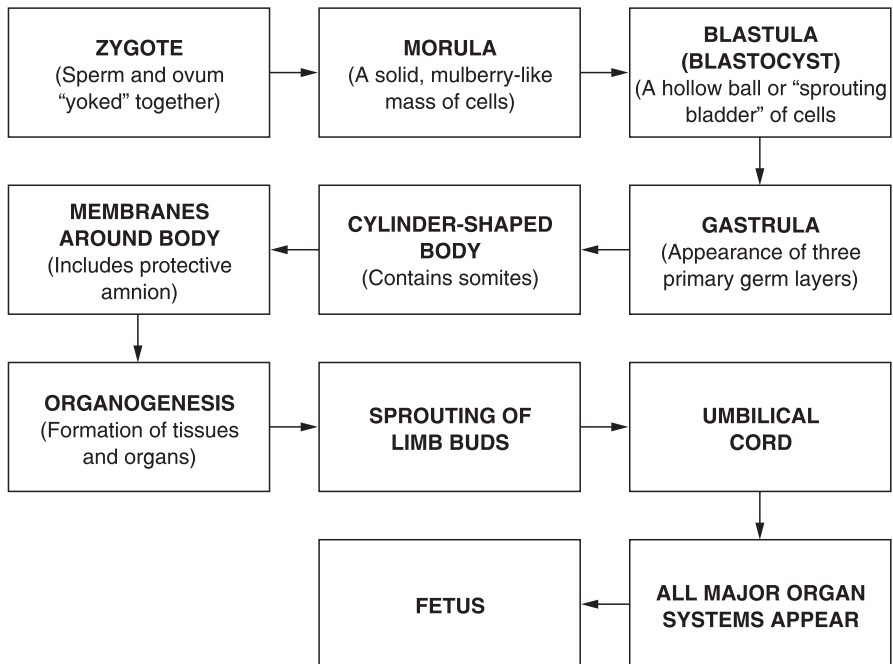 ZYGOTE
(Sperm and ovum
“yoked” together)
MORULA
(A solid, mulberry-like
mass of cells)
BLASTULA
(BLASTOCYST)
(A hollow ball or “sprouting
bladder” of cells
GASTRULA
(Appearance of three
primary germ layers)
CYLINDER-SHAPED
BODY
(Contains somites)
MEMBRANES
AROUND BODY
(Includes protective
amnion)
ORGANOGENESIS
(Formation of tissues
and organs)
SPROUTING OF
LIMB BUDS
UMBILICAL
CORD
ALL MAJOR ORGAN
SYSTEMS APPEAR
FETUS